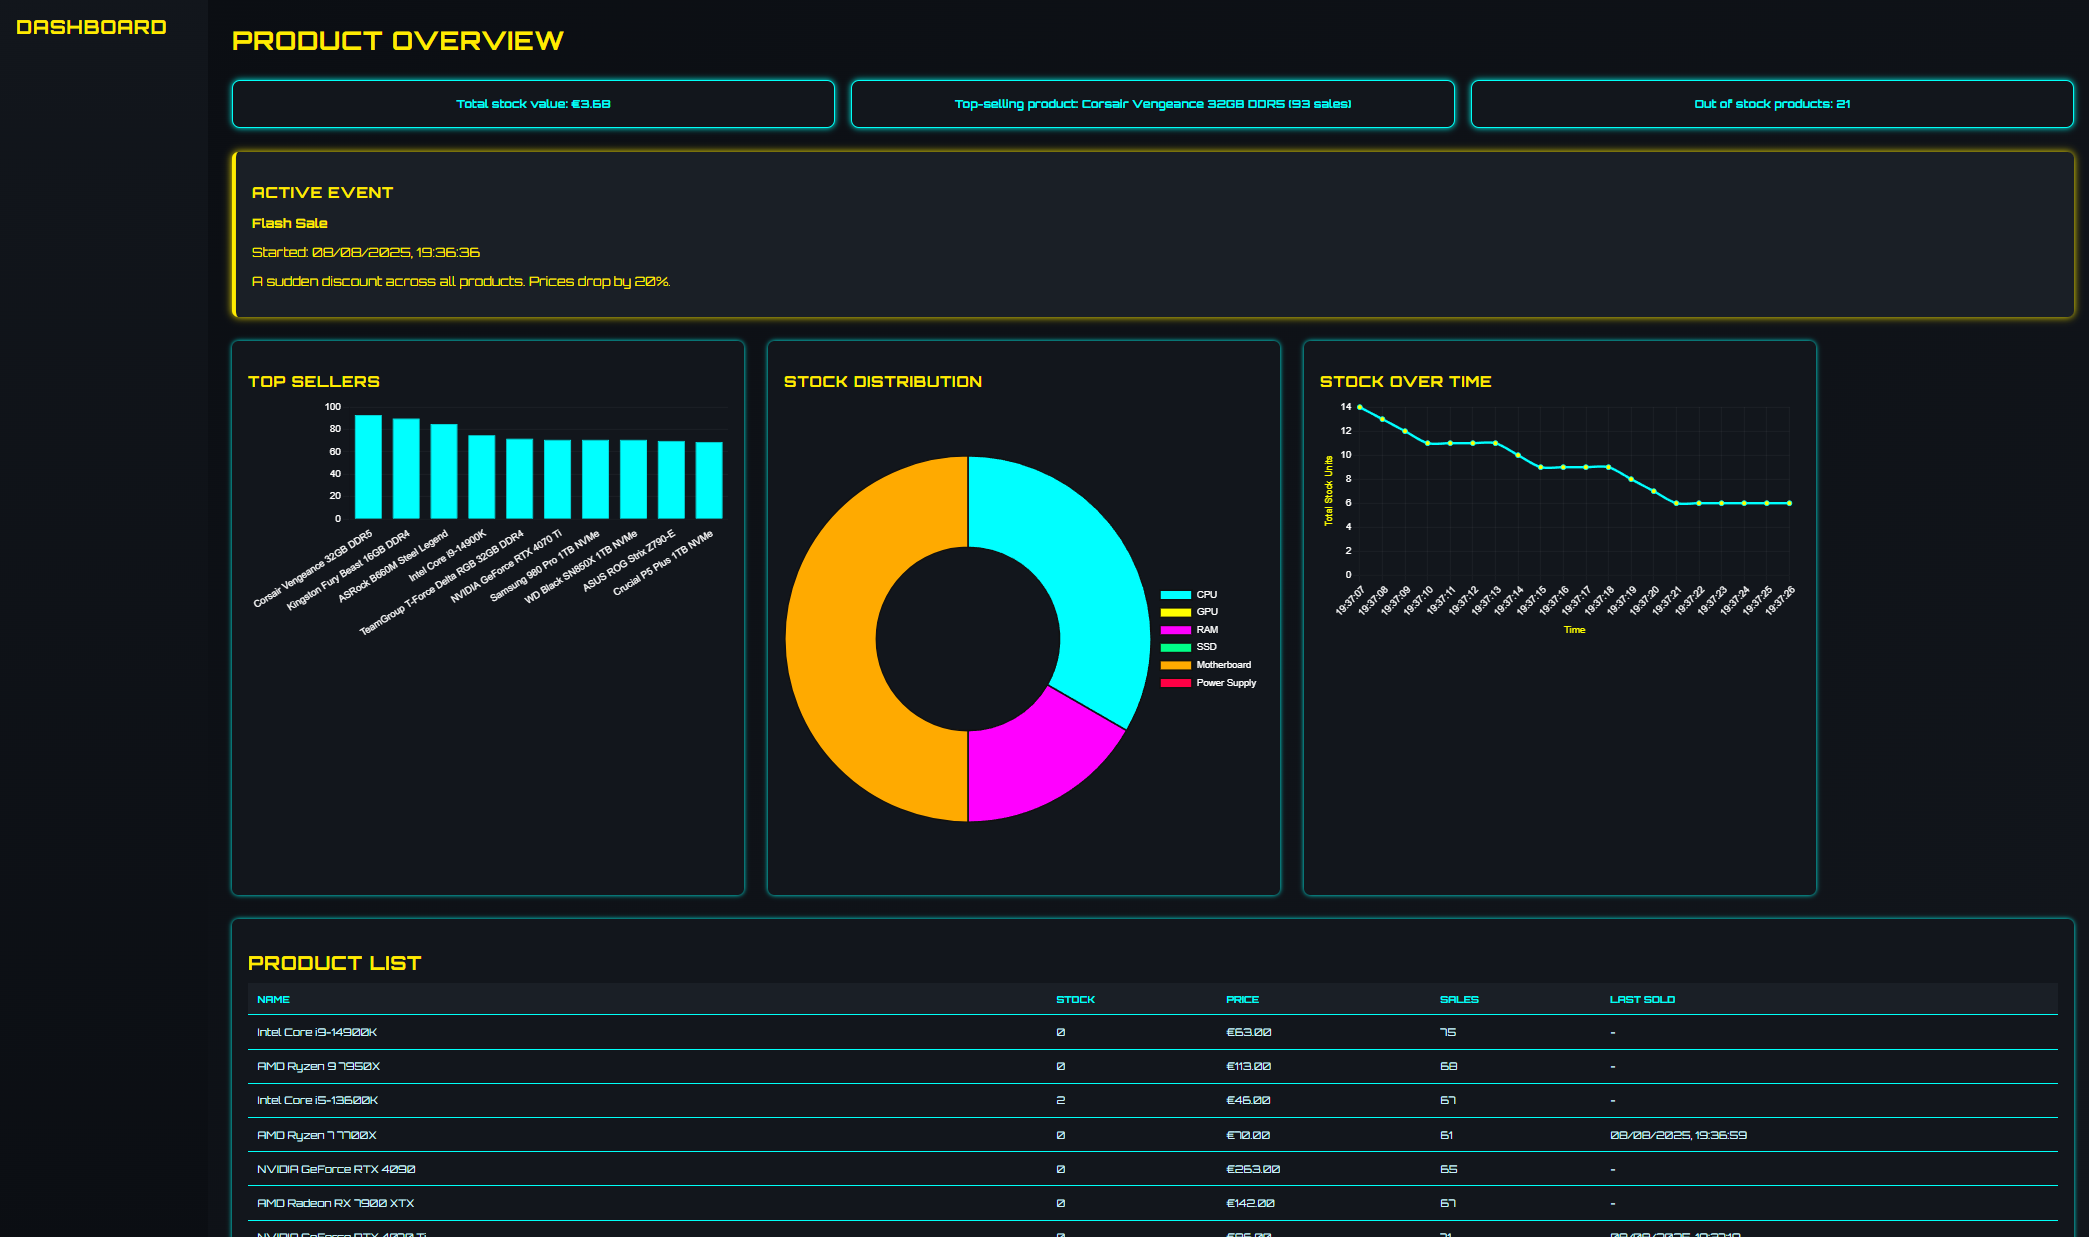 DASHBOARD
PRODUCT OVERVIEW
Total stock value: €3.68
Top-selling product: Corsair Vengeance 32GB DDR5 (93 sales)
Out of stock products: 21
ACTIVE EVENT
Flash Sale
Started: 08/08/2025, 19:36:36
A sudden discount across all products. Prices drop by 20%.
TOP SELLERS
100
80
60
40
20
0
Corsair Vengeance 32GB DDR5
Kingston Fury Beast 16GB DDR4
ASRock B660M Steel Legend
Intel Core i9-14900K
TeamGroup T-Force Delta RGB 32GB DDR4
NVIDIA GeForce RTX 4070 Ti
Samsung 980 Pro 1TB NVMe
WD Black SN850X 1TB NVMe
ASUS ROG Strix Z790-E
Crucial P5 Plus 1TB NVMe
STOCK DISTRIBUTION
CPU
GPU
RAM
SSD
Motherboard
Power Supply
STOCK OVER TIME
Total Stock Units
14
12
10
8
6
4
2
0
19:37:07
19:37:08
19:37:09
19:37:10
19:37:11
19:37:12
19:37:13
19:37:14
19:37:15
19:37:16
19:37:17
19:37:18
19:37:19
19:37:20
19:37:21
19:37:22
19:37:23
19:37:24
19:37:25
19:37:26
Time
PRODUCT LIST
NAME STOCK PRICE SALES LAST SOLD
Intel Core i9-14900K 0 €63.00 75 -
AMD Ryzen 9 7950X 0 €113.00 68 -
Intel Core i5-13600K 2 €46.00 67 -
AMD Ryzen 7 7700X 0 €70.00 61 08/08/2025, 19:36:59
NVIDIA GeForce RTX 4090 0 €263.00 65 -
AMD Radeon RX 7900 XTX 0 €142.00 67 -
NVIDIA GeForce RTX 4070 Ti 0 71